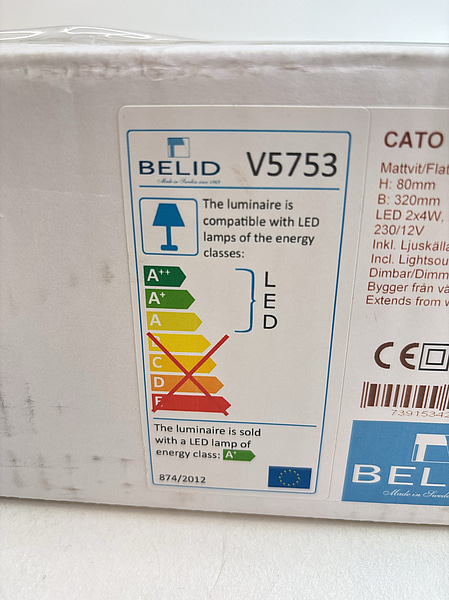 BELID
Made in Sweden since 1969
V5753
The luminaire is
compatible with LED
lamps of the energy
classes:
A++
A+
A
C
D
E
L
E
D
The luminaire is sold
with a LED lamp of
energy class: A+
874/2012
CATO
Mattvit/Flat
H: 80mm
B: 320mm
LED 2x4W,
230/12V
Inkl. Ljuskälla
Incl. Lightsou
Dimbar/Dimm
Bygger från vä
Extends from w
CE
7391534
BELI
Made in Swede